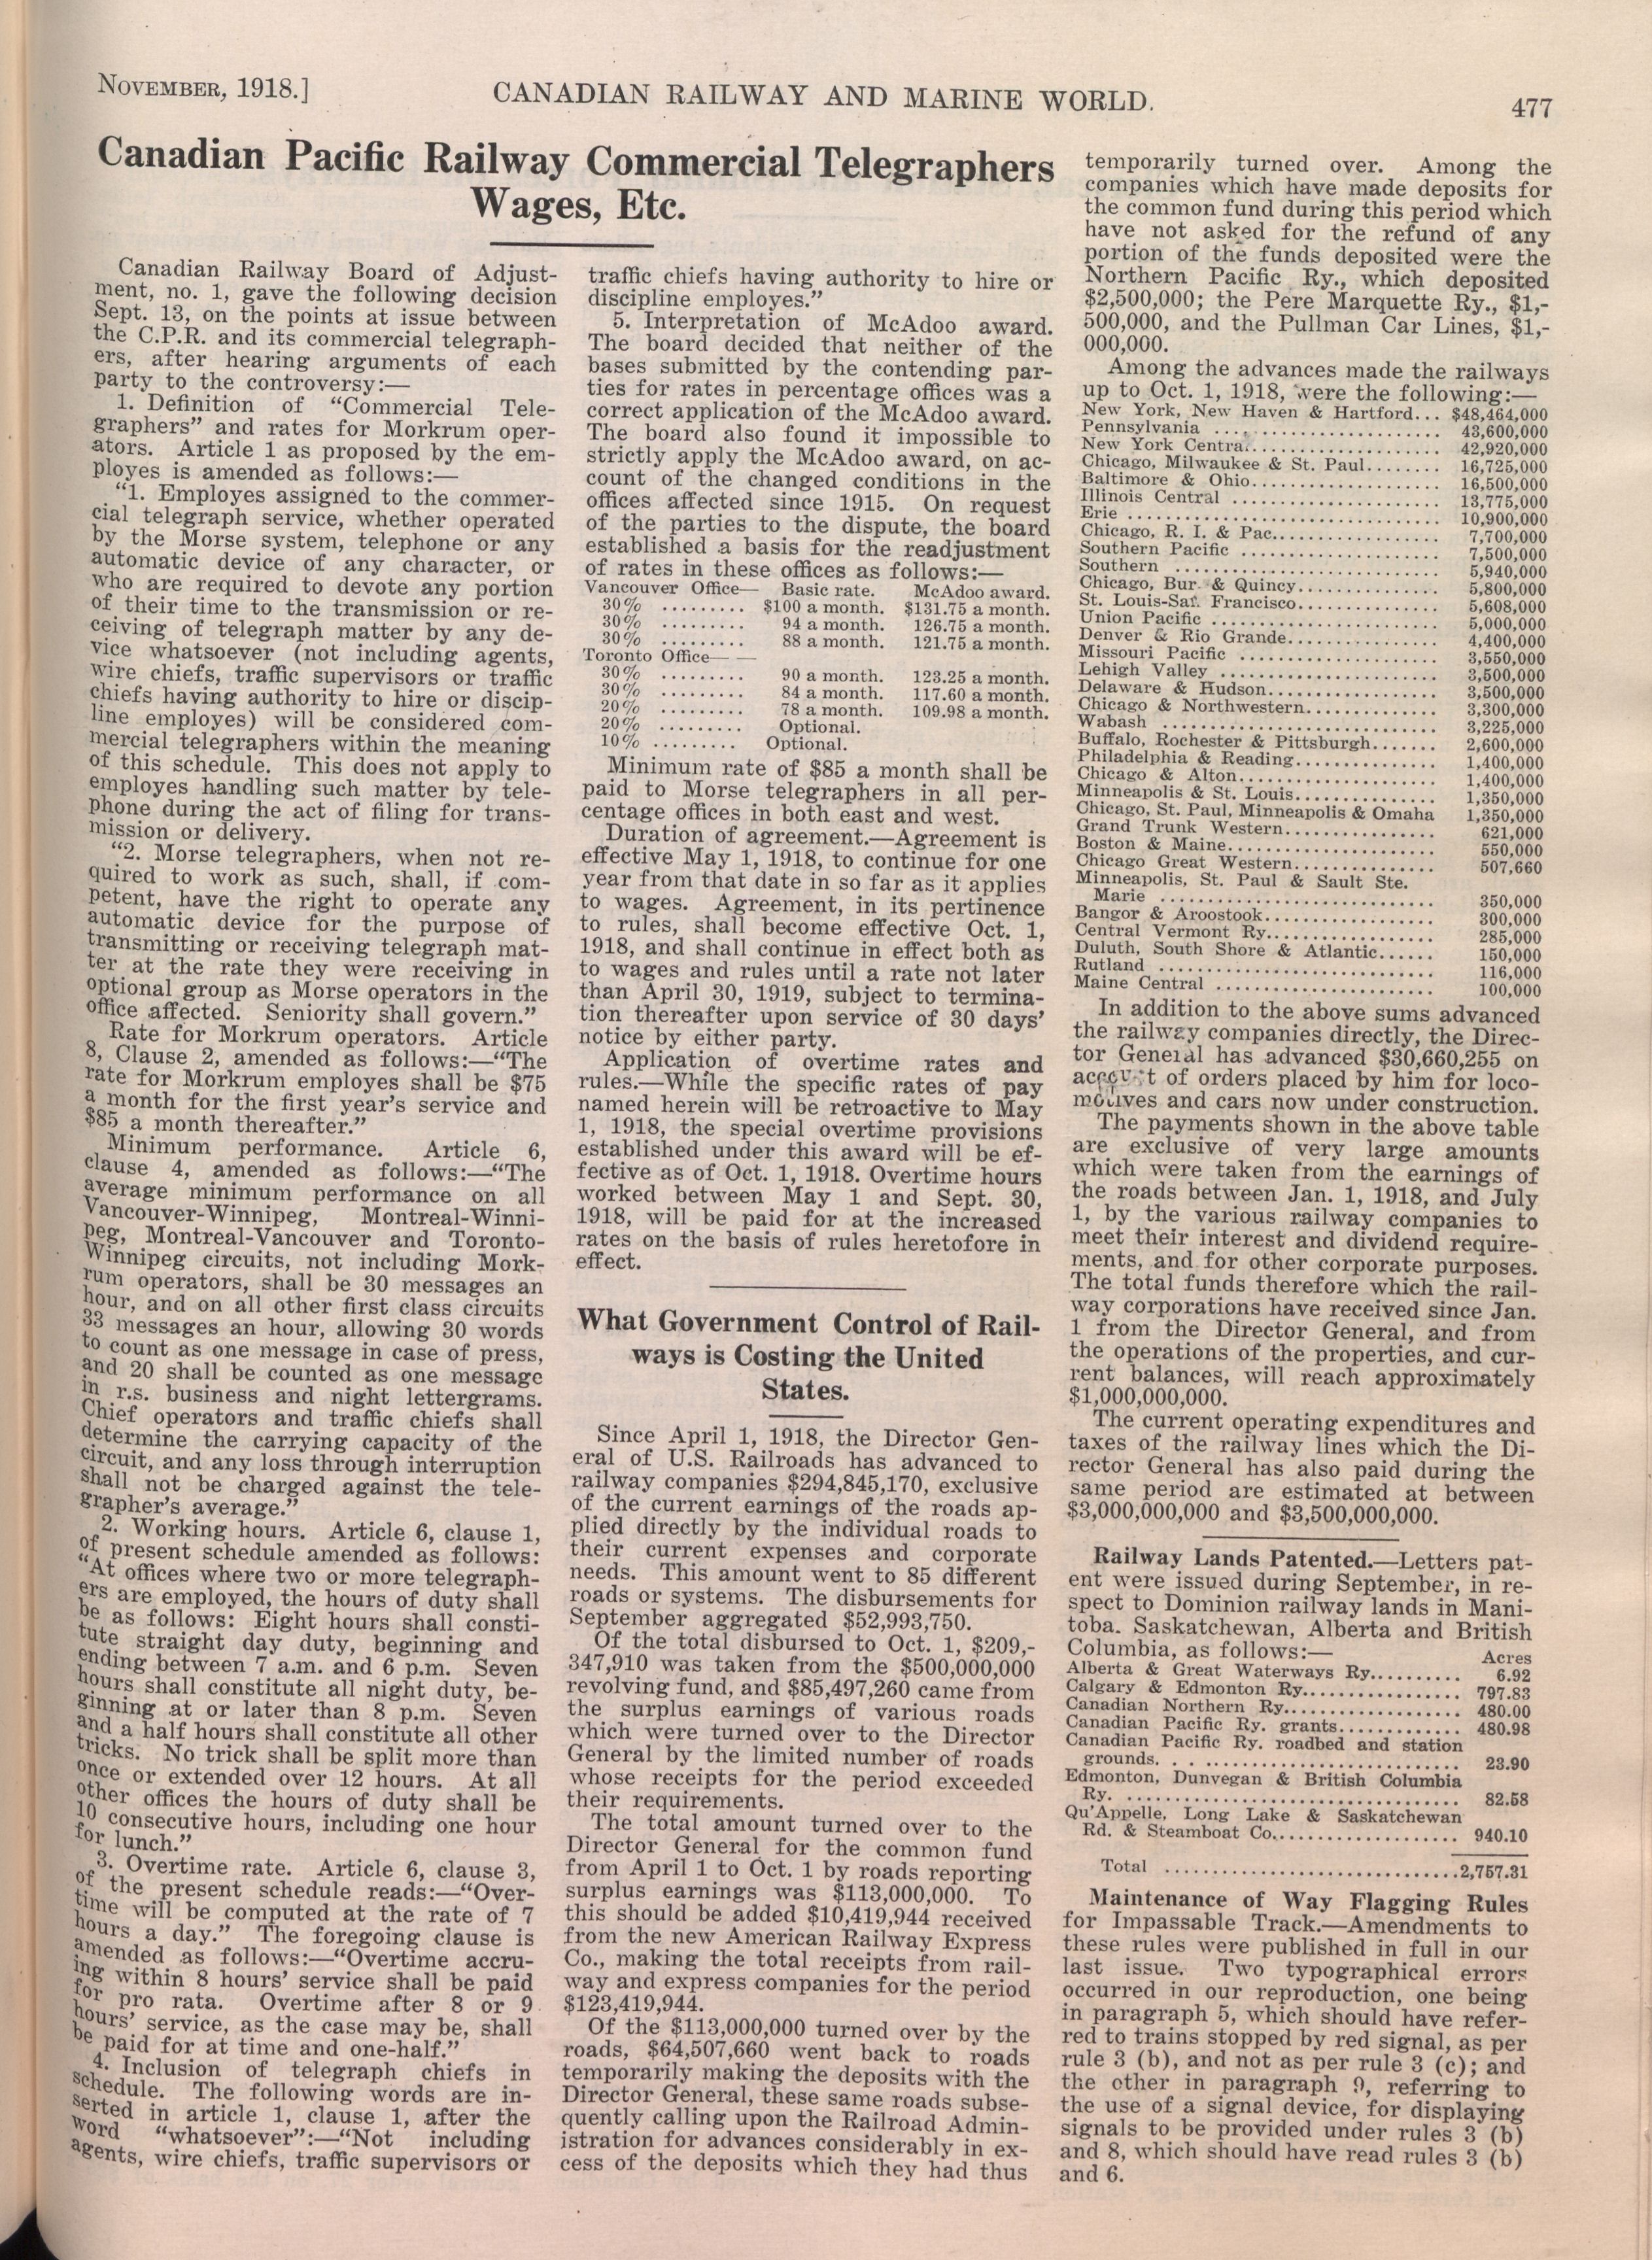 NOVEMBER, 1918.]
CANADIAN RAILWAY AND MARINE WORLD.
477
Canadian Pacific Railway Commercial Telegraphers
Wages, Etc.
Canadian Railway Board of Adjust-
ment, no. 1, gave the following decision
Sept. 13, on the points at issue between
the C.P.R. and its commercial telegraph-
ers, after hearing arguments of each
party to the controversy:—
1. Definition of "Commercial Tele-
graphers" and rates for Morkrum oper-
ators. Article 1 as proposed by the em-
ployes is amended as follows:—
"1. Employes assigned to the commer-
cial telegraph service, whether operated
by the Morse system, telephone or any
automatic device of any character, or
who are required to devote any portion
of their time to the transmission or re-
ceiving of telegraph matter by any de-
vice whatsoever (not including agents,
wire chiefs, traffic supervisors or traffic
chiefs having authority to hire or discip-
line employes) will be considered com-
mercial telegraphers within the meaning
of this schedule. This does not apply to
employes handling such matter by tele-
phone during the act of filing for trans-
mission or delivery.
"2. Morse telegraphers, when not re-
quired to work as such, shall, if com-
petent, have the right to operate any
automatic device for the purpose of
transmitting or receiving telegraph mat-
ter at the rate they were receiving in
optional group as Morse operators in the
office affected. Seniority shall govern."
Rate for Morkrum operators. Article
8, Clause 2, amended as follows:—"The
rate for Morkrum employes shall be $75
a month for the first year's service and
$85 a month thereafter."
Minimum performance. Article 6,
clause 4, amended as follows:—"The
average minimum performance on all
Vancouver-Winnipeg, Montreal-Winni-
peg, Montreal-Vancouver and Toronto-
Winnipeg circuits, not including Mork-
rum operators, shall be 30 messages an
hour, and on all other first class circuits
33 messages an hour, allowing 30 words
to count as one message in case of press,
and 20 shall be counted as one message
in r.s. business and night lettergrams.
Chief operators and traffic chiefs shall
determine the carrying capacity of the
circuit, and any loss through interruption
shall not be charged against the tele-
grapher's average."
2. Working hours. Article 6, clause 1,
of present schedule amended as follows:
"At offices where two or more telegraph-
ers are employed, the hours of duty shall
be as follows: Eight hours shall consti-
tute straight day duty, beginning and
ending between 7 a.m. and 6 p.m. Seven
hours shall constitute all night duty, be-
ginning at or later than 8 p.m. Seven
and a half hours shall constitute all other
tricks. No trick shall be split more than
once or extended over 12 hours. At all
other offices the hours of duty shall be
10 consecutive hours, including one hour
for lunch."
3. Overtime rate. Article 6, clause 3,
of the present schedule reads:—"Over-
time will be computed at the rate of 7
hours a day." The foregoing clause is
amended as follows:—"Overtime accru-
ing within 8 hours' service shall be paid
for pro rata. Overtime after 8 or 9
hours' service, as the case may be, shall
be paid for at time and one-half."
4. Inclusion of telegraph chiefs in
schedule. The following words are in-
serted in article 1, clause 1, after the
word "whatsoever":—"Not including
agents, wire chiefs, traffic supervisors or
traffic chiefs having authority to hire or
discipline employes."
5. Interpretation of McAdoo award.
The board decided that neither of the
bases submitted by the contending par-
ties for rates in percentage offices was a
correct application of the McAdoo award.
The board also found it impossible to
strictly apply the McAdoo award, on ac-
count of the changed conditions in the
offices affected since 1915. On request
of the parties to the dispute, the board
established a basis for the readjustment
of rates in these offices as follows:—
Vancouver Office— Basic rate. McAdoo award.
30% ......... $100 a month. $131.75 a month.
30% ......... 94 a month. 126.75 a month.
30% ......... 88 a month. 121.75 a month.
Toronto Office— —
30% ......... 90 a month. 123.25 a month.
30% ......... 84 a month. 117.60 a month.
20% ......... 78 a month. 109.98 a month.
20% ......... Optional.
10% ......... Optional.
Minimum rate of $85 a month shall be
paid to Morse telegraphers in all per-
centage offices in both east and west.
Duration of agreement.—Agreement is
effective May 1, 1918, to continue for one
year from that date in so far as it applies
to wages. Agreement, in its pertinence
to rules, shall become effective Oct. 1,
1918, and shall continue in effect both as
to wages and rules until a rate not later
than April 30, 1919, subject to termina-
tion thereafter upon service of 30 days'
notice by either party.
Application of overtime rates and
rules.—While the specific rates of pay
named herein will be retroactive to May
1, 1918, the special overtime provisions
established under this award will be ef-
fective as of Oct. 1, 1918. Overtime hours
worked between May 1 and Sept. 30,
1918, will be paid for at the increased
rates on the basis of rules heretofore in
effect.
What Government Control of Rail-
ways is Costing the United
States.
Since April 1, 1918, the Director Gen-
eral of U.S. Railroads has advanced to
railway companies $294,845,170, exclusive
of the current earnings of the roads ap-
plied directly by the individual roads to
their current expenses and corporate
needs. This amount went to 85 different
roads or systems. The disbursements for
September aggregated $52,993,750.
Of the total disbursed to Oct. 1, $209,-
347,910 was taken from the $500,000,000
revolving fund, and $85,497,260 came from
the surplus earnings of various roads
which were turned over to the Director
General by the limited number of roads
whose receipts for the period exceeded
their requirements.
The total amount turned over to the
Director General for the common fund
from April 1 to Oct. 1 by roads reporting
surplus earnings was $113,000,000. To
this should be added $10,419,944 received
from the new American Railway Express
Co., making the total receipts from rail-
way and express companies for the period
$123,419,944.
Of the $113,000,000 turned over by the
roads, $64,507,660 went back to roads
temporarily making the deposits with the
Director General, these same roads subse-
quently calling upon the Railroad Admin-
istration for advances considerably in ex-
cess of the deposits which they had thus
temporarily turned over. Among the
companies which have made deposits for
the common fund during this period which
have not asked for the refund of any
portion of the funds deposited were the
Northern Pacific Ry., which deposited
$2,500,000; the Pere Marquette Ry., $1,-
500,000, and the Pullman Car Lines, $1,-
000,000.
Among the advances made the railways
up to Oct. 1, 1918, were the following:—
New York, New Haven & Hartford... $48,464,000
Pennsylvania ........................ 43,600,000
New York Central.................... 42,920,000
Chicago, Milwaukee & St. Paul........ 16,725,000
Baltimore & Ohio.................... 16,500,000
Illinois Central ...................... 13,775,000
Erie ................................ 10,900,000
Chicago, R. I. & Pac.................. 7,700,000
Southern Pacific ...................... 7,500,000
Southern ............................ 5,940,000
Chicago, Bur. & Quincy............... 5,800,000
St. Louis-San Francisco............... 5,608,000
Union Pacific ........................ 5,000,000
Denver & Rio Grande................ 4,400,000
Missouri Pacific ...................... 3,550,000
Lehigh Valley ........................ 3,500,000
Delaware & Hudson.................. 3,500,000
Chicago & Northwestern.............. 3,300,000
Wabash ............................. 3,225,000
Buffalo, Rochester & Pittsburgh....... 2,600,000
Philadelphia & Reading............... 1,400,000
Chicago & Alton..................... 1,400,000
Minneapolis & St. Louis............... 1,350,000
Chicago, St. Paul, Minneapolis & Omaha 1,350,000
Grand Trunk Western................ 621,000
Boston & Maine...................... 550,000
Chicago Great Western............... 507,660
Minneapolis, St. Paul & Sault Ste.
Marie .............................. 350,000
Bangor & Aroostook.................. 300,000
Central Vermont Ry.................. 285,000
Duluth, South Shore & Atlantic...... 150,000
Rutland ............................. 116,000
Maine Central ....................... 100,000
In addition to the above sums advanced
the railway companies directly, the Direc-
tor General has advanced $30,660,255 on
account of orders placed by him for loco-
motives and cars now under construction.
The payments shown in the above table
are exclusive of very large amounts
which were taken from the earnings of
the roads between Jan. 1, 1918, and July
1, by the various railway companies to
meet their interest and dividend require-
ments, and for other corporate purposes.
The total funds therefore which the rail-
way corporations have received since Jan.
1 from the Director General, and from
the operations of the properties, and cur-
rent balances, will reach approximately
$1,000,000,000.
The current operating expenditures and
taxes of the railway lines which the Di-
rector General has also paid during the
same period are estimated at between
$3,000,000,000 and $3,500,000,000.
Railway Lands Patented.—Letters pat-
ent were issued during September, in re-
spect to Dominion railway lands in Mani-
toba. Saskatchewan, Alberta and British
Columbia, as follows:—
Acres
Alberta & Great Waterways Ry.......... 6.92
Calgary & Edmonton Ry................. 797.83
Canadian Northern Ry................... 480.00
Canadian Pacific Ry. grants............. 480.98
Canadian Pacific Ry. roadbed and station
grounds. . ........................... 23.90
Edmonton, Dunvegan & British Columbia
Ry. .................................. 82.58
Qu'Appelle, Long Lake & Saskatchewan
Rd. & Steamboat Co.................... 940.10
Total ...............................2,757.31
Maintenance of Way Flagging Rules
for Impassable Track.—Amendments to
these rules were published in full in our
last issue. Two typographical errors
occurred in our reproduction, one being
in paragraph 5, which should have refer-
red to trains stopped by red signal, as per
rule 3 (b), and not as per rule 3 (c); and
the other in paragraph 9, referring to
the use of a signal device, for displaying
signals to be provided under rules 3 (b)
and 8, which should have read rules 3 (b)
and 6.